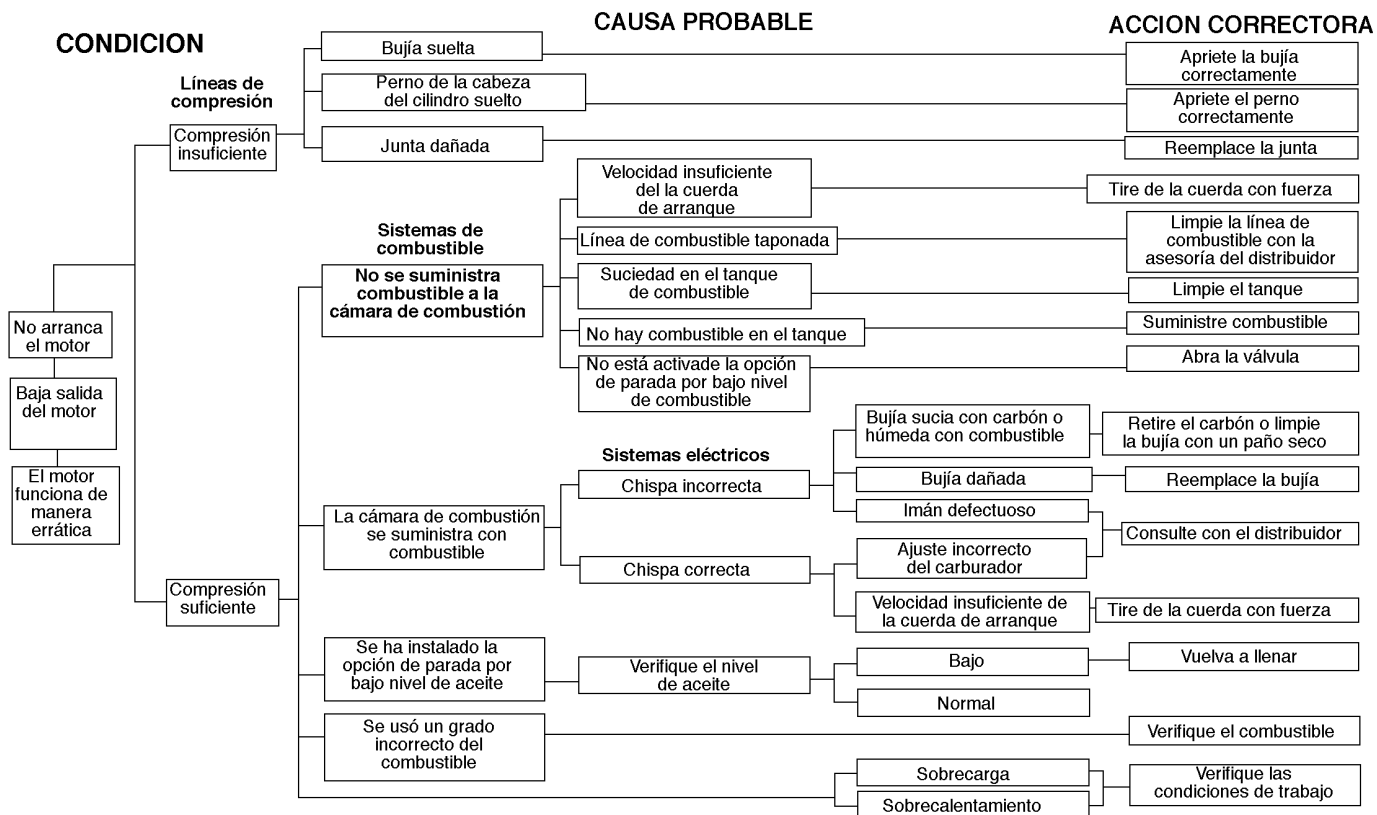 CONDICION
CAUSA PROBABLE
ACCION CORRECTORA
Líneas de
compresión
Compresión
insuficiente
Bujía suelta
Apriete la bujía
correctamente
Perno de la cabeza
del cilindro suelto
Apriete el perno
correctamente
Junta dañada
Reemplace la junta
No arranca
el motor
Baja salida
del motor
El motor
funciona de
manera
errática
Compresión
suficiente
Sistemas de
combustible
No se suministra
combustible a la
cámara de combustión
Velocidad insuficiente
del la cuerda
de arranque
Tire de la cuerda con fuerza
Línea de combustible taponada
Limpie la línea de
combustible con la
asesoría del distribuidor
Suciedad en el tanque
de combustible
Limpie el tanque
No hay combustible en el tanque
Suministre combustible
No está activade la opción
de parada por bajo nivel
de combustible
Abra la válvula
La cámara de combustión
se suministra con
combustible
Sistemas eléctricos
Chispa incorrecta
Bujía sucia con carbón o
húmeda con combustible
Retire el carbón o limpie
la bujía con un paño seco
Bujía dañada
Reemplace la bujía
Imán defectuoso
Consulte con el distribuidor
Chispa correcta
Ajuste incorrecto
del carburador
Velocidad insuficiente de
la cuerda de arranque
Tire de la cuerda con fuerza
Se ha instalado la
opción de parada por
bajo nivel de aceite
Verifique el nivel
de aceite
Bajo
Vuelva a llenar
Normal
Se usó un grado
incorrecto del
combustible
Verifique el combustible
Sobrecarga
Sobrecalentamiento
Verifique las
condiciones de trabajo